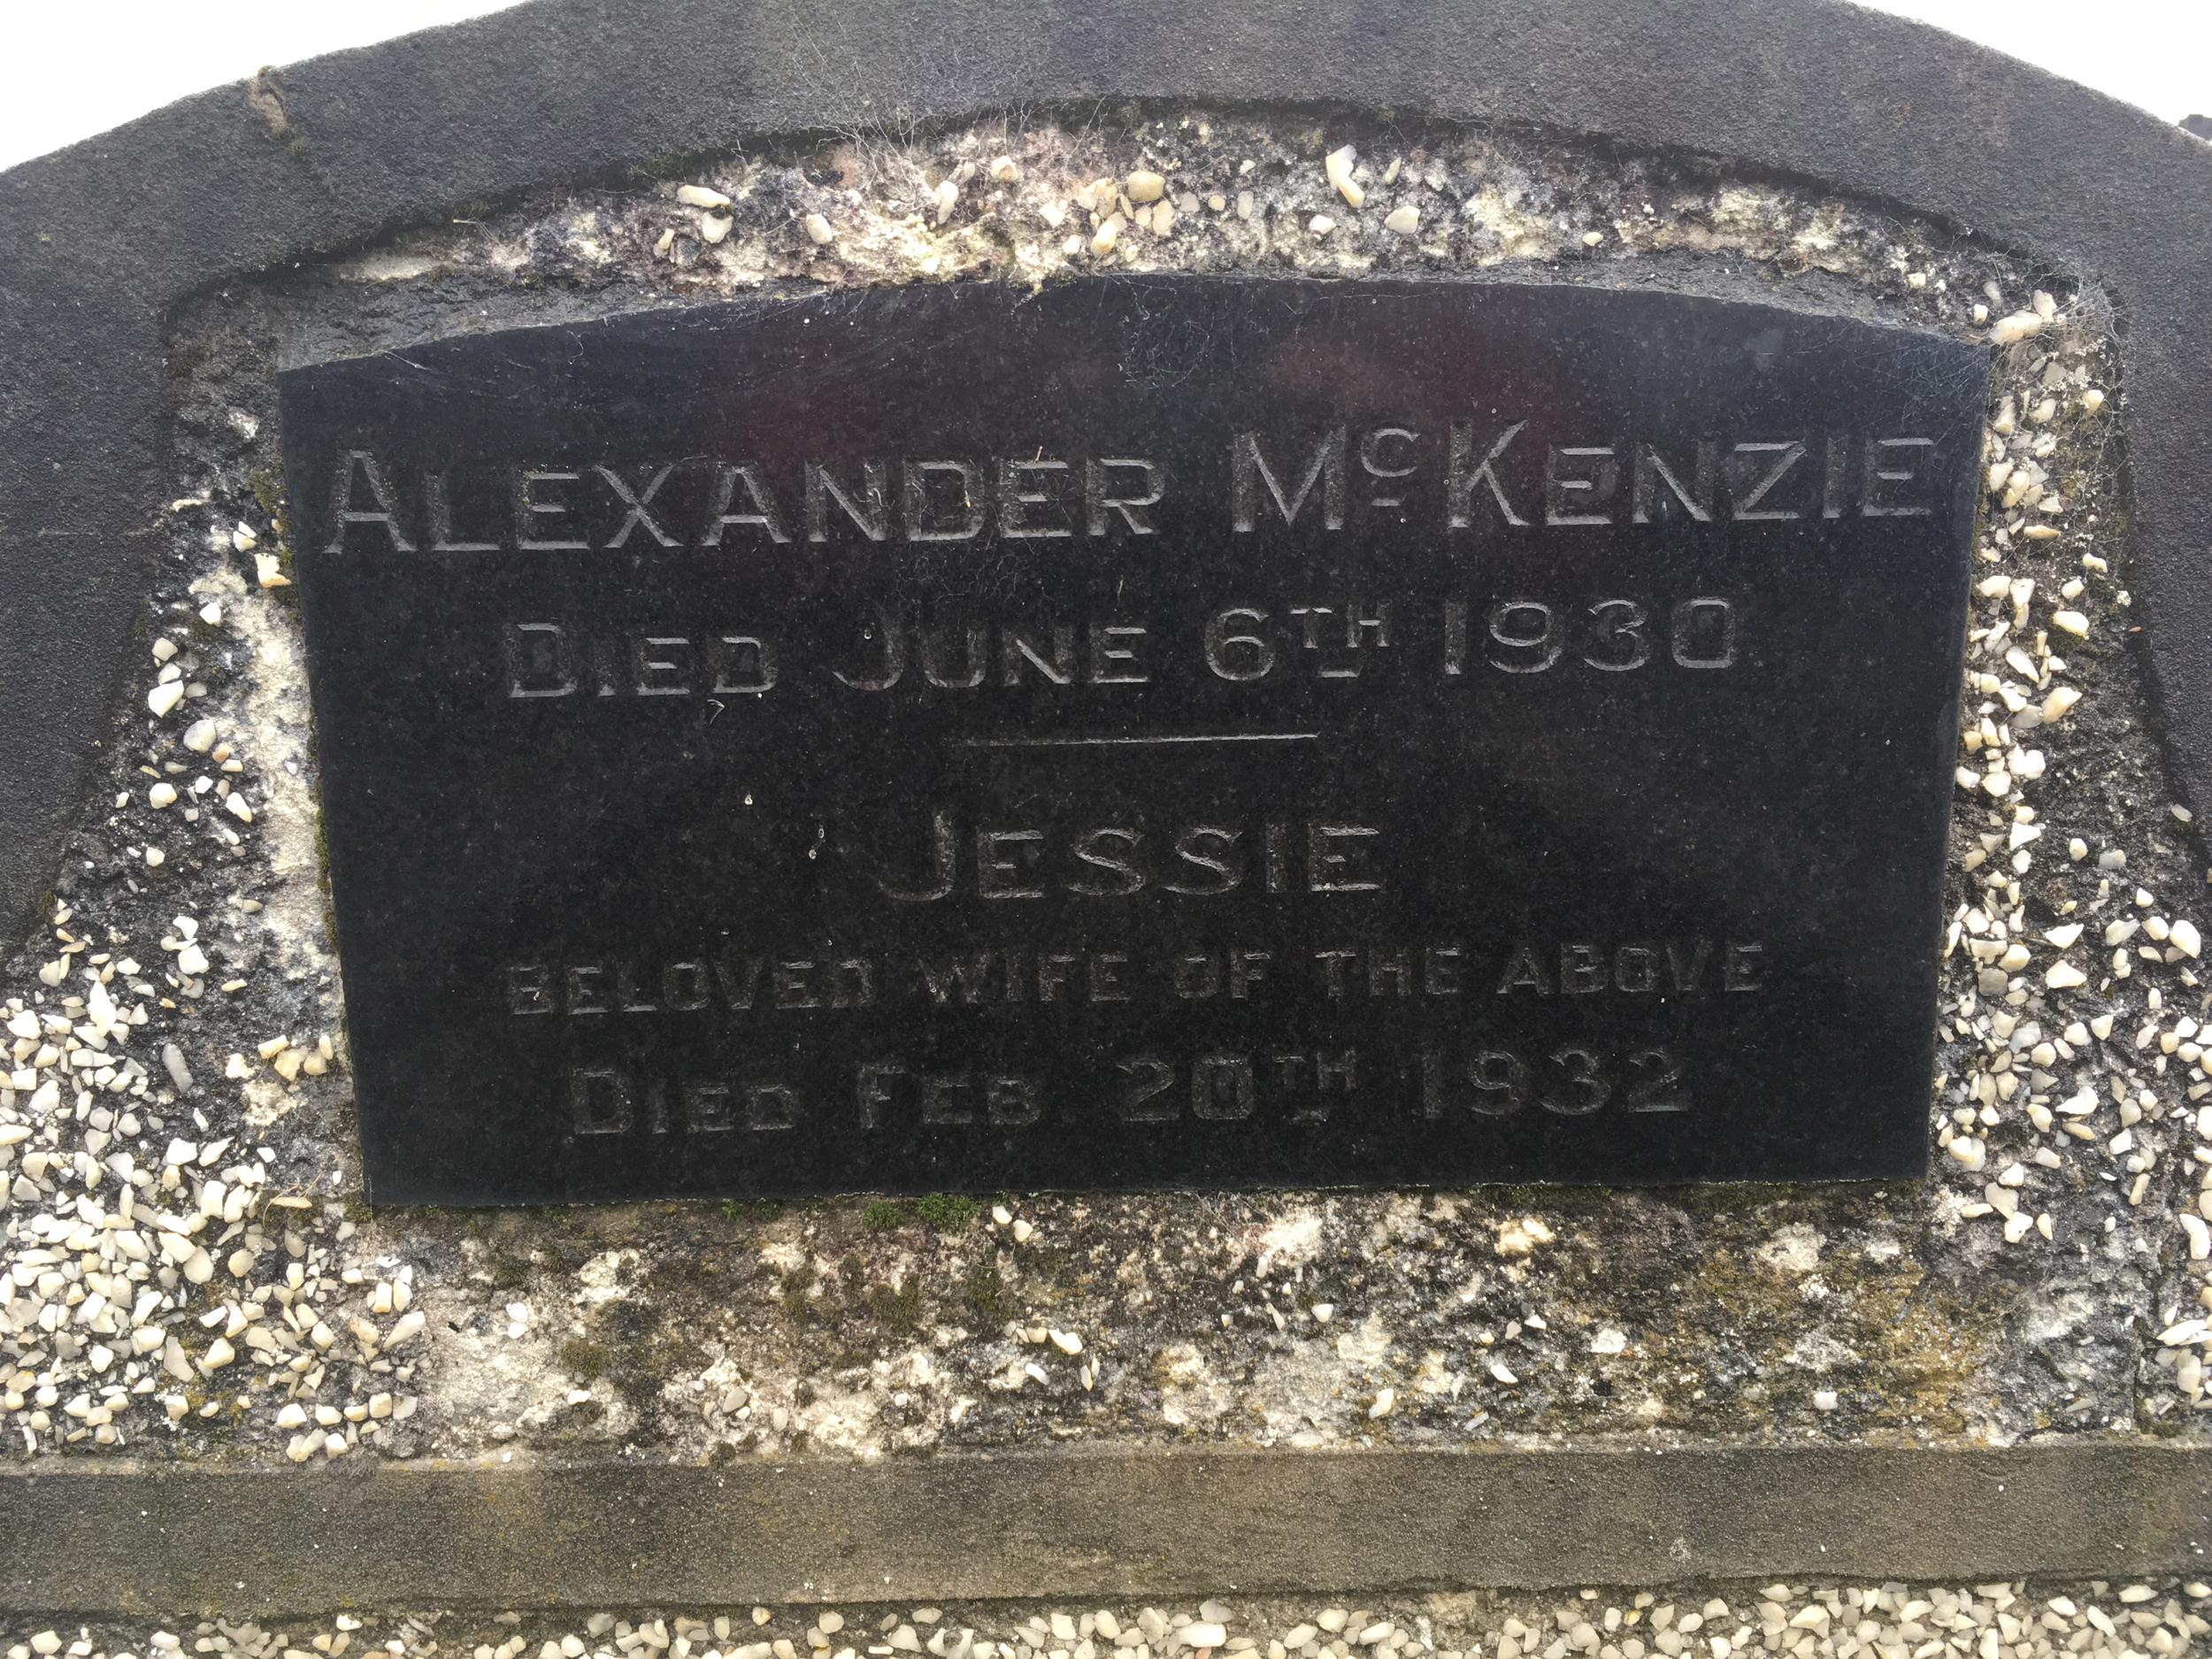 ALEXANDER McKENZIE
DIED JUNE 6TH 1930
JESSIE
BELOVED WIFE OF THE ABOVE
DIED FEB. 20TH 1932